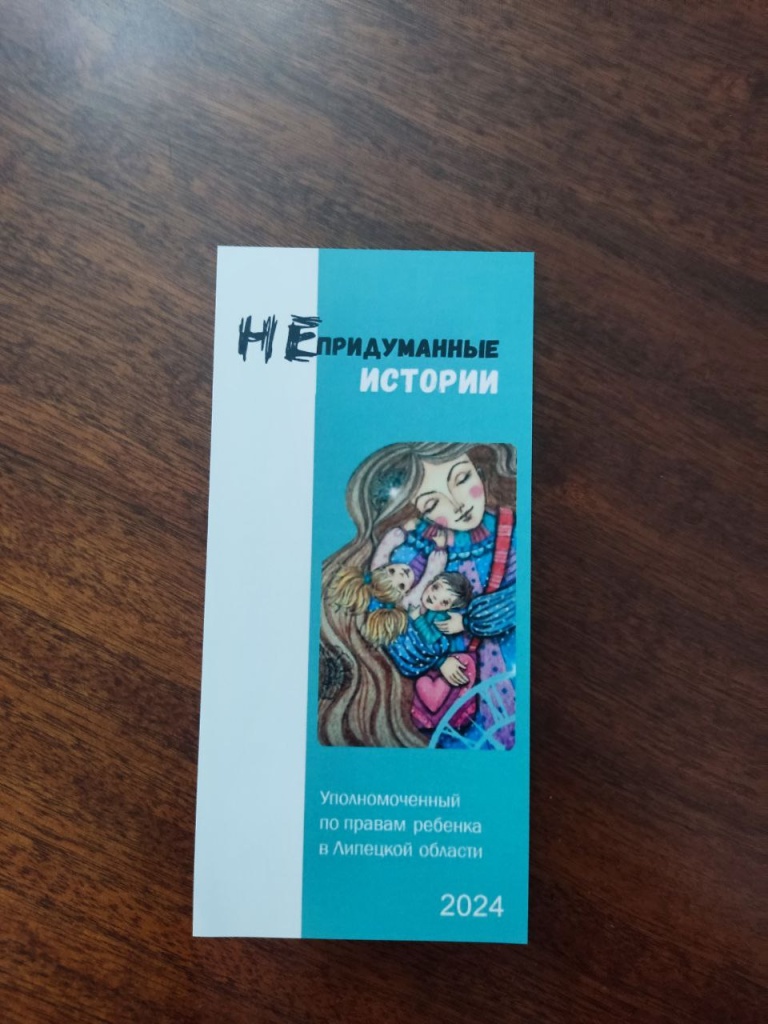 НЕПРИДУМАННЫЕ
ИСТОРИИ
Уполномоченный
по правам ребенка
в Липецкой области
2024